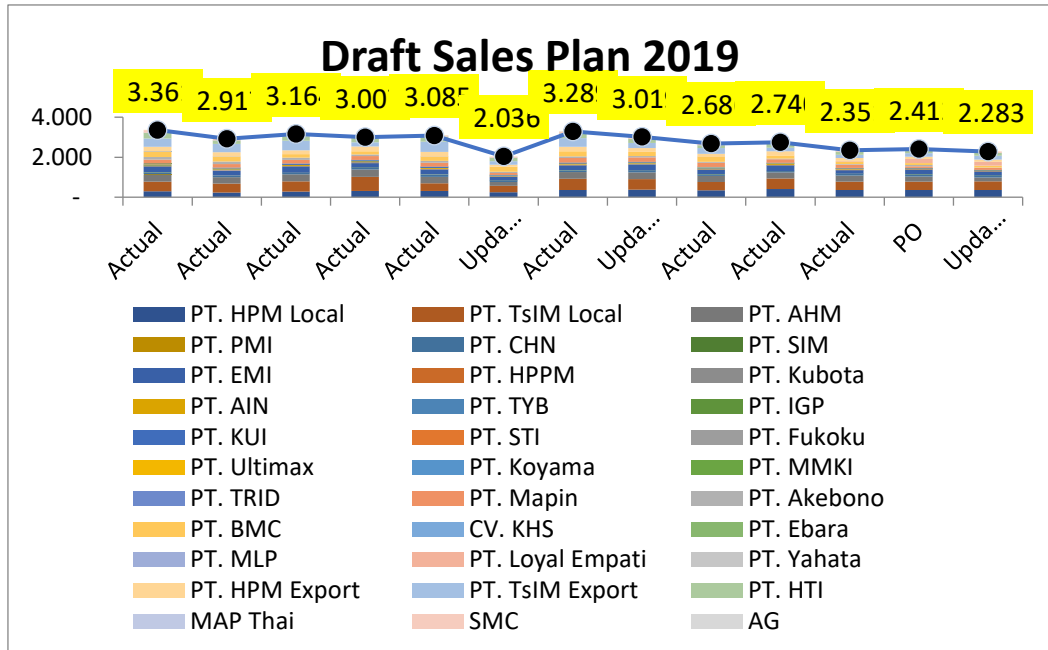 Draft Sales Plan 2019
3.36 2.91 3.164 3.00 3.085 2.036 3.289 3.019 2.68 2.740 2.35 2.41 2.283
4.000
2.000
-
Actual Actual Actual Actual Actual Upda... Actual Upda... Actual Actual Actual PO Upda...
PT. HPM Local PT. TsIM Local PT. AHM
PT. PMI PT. CHN PT. SIM
PT. EMI PT. HPPM PT. Kubota
PT. AIN PT. TYB PT. IGP
PT. KUI PT. STI PT. Fukoku
PT. Ultimax PT. Koyama PT. MMKI
PT. TRID PT. Mapin PT. Akebono
PT. BMC CV. KHS PT. Ebara
PT. MLP PT. Loyal Empati PT. Yahata
PT. HPM Export PT. TsIM Export PT. HTI
MAP Thai SMC AG